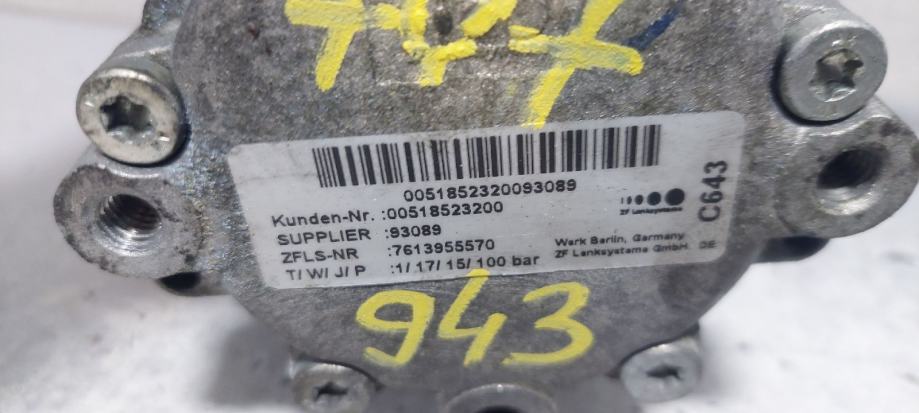 0051852320093089
Kunden-Nr. :00518523200
SUPPLIER :93089
ZFLS-NR :7613955570
T/ W/ J/ P :1/ 17/ 15/ 100 bar
ZF Lenksysteme
Werk Berlin, Germany
ZF Lenksysteme GmbH, DE
C643
943